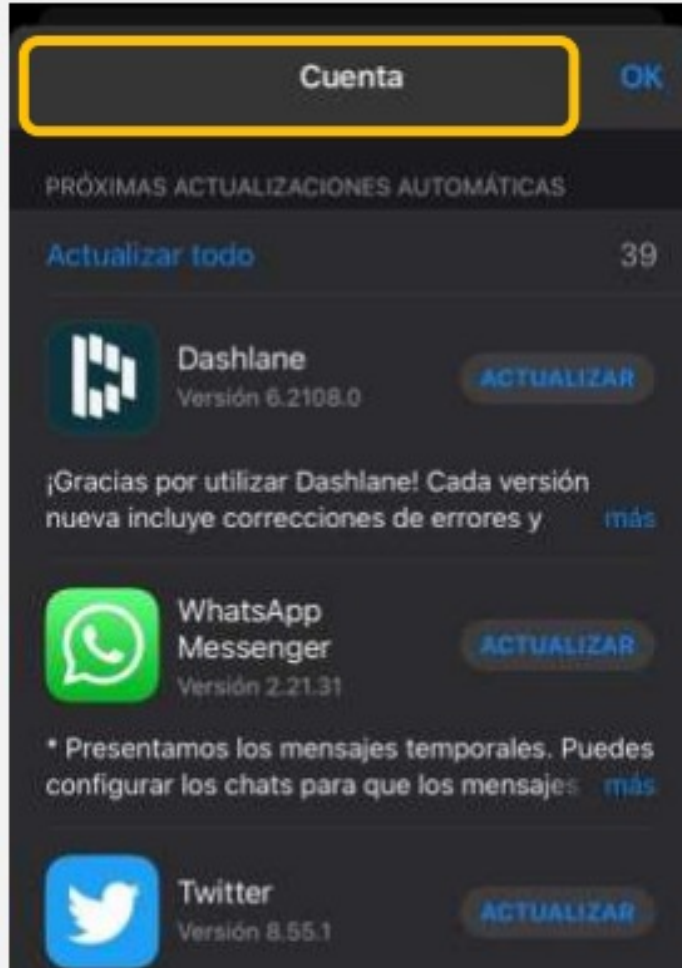 Cuenta
OK
PRÓXIMAS ACTUALIZACIONES AUTOMÁTICAS
Actualizar todo
39
Dashlane
ACTUALIZAR
Versión 6.2108.0
¡Gracias por utilizar Dashlane! Cada versión
nueva incluye correcciones de errores y más
WhatsApp
Messenger
ACTUALIZAR
Versión 2.21.31
* Presentamos los mensajes temporales. Puedes
configurar los chats para que los mensajes más
Twitter
ACTUALIZAR
Versión 8.55.1